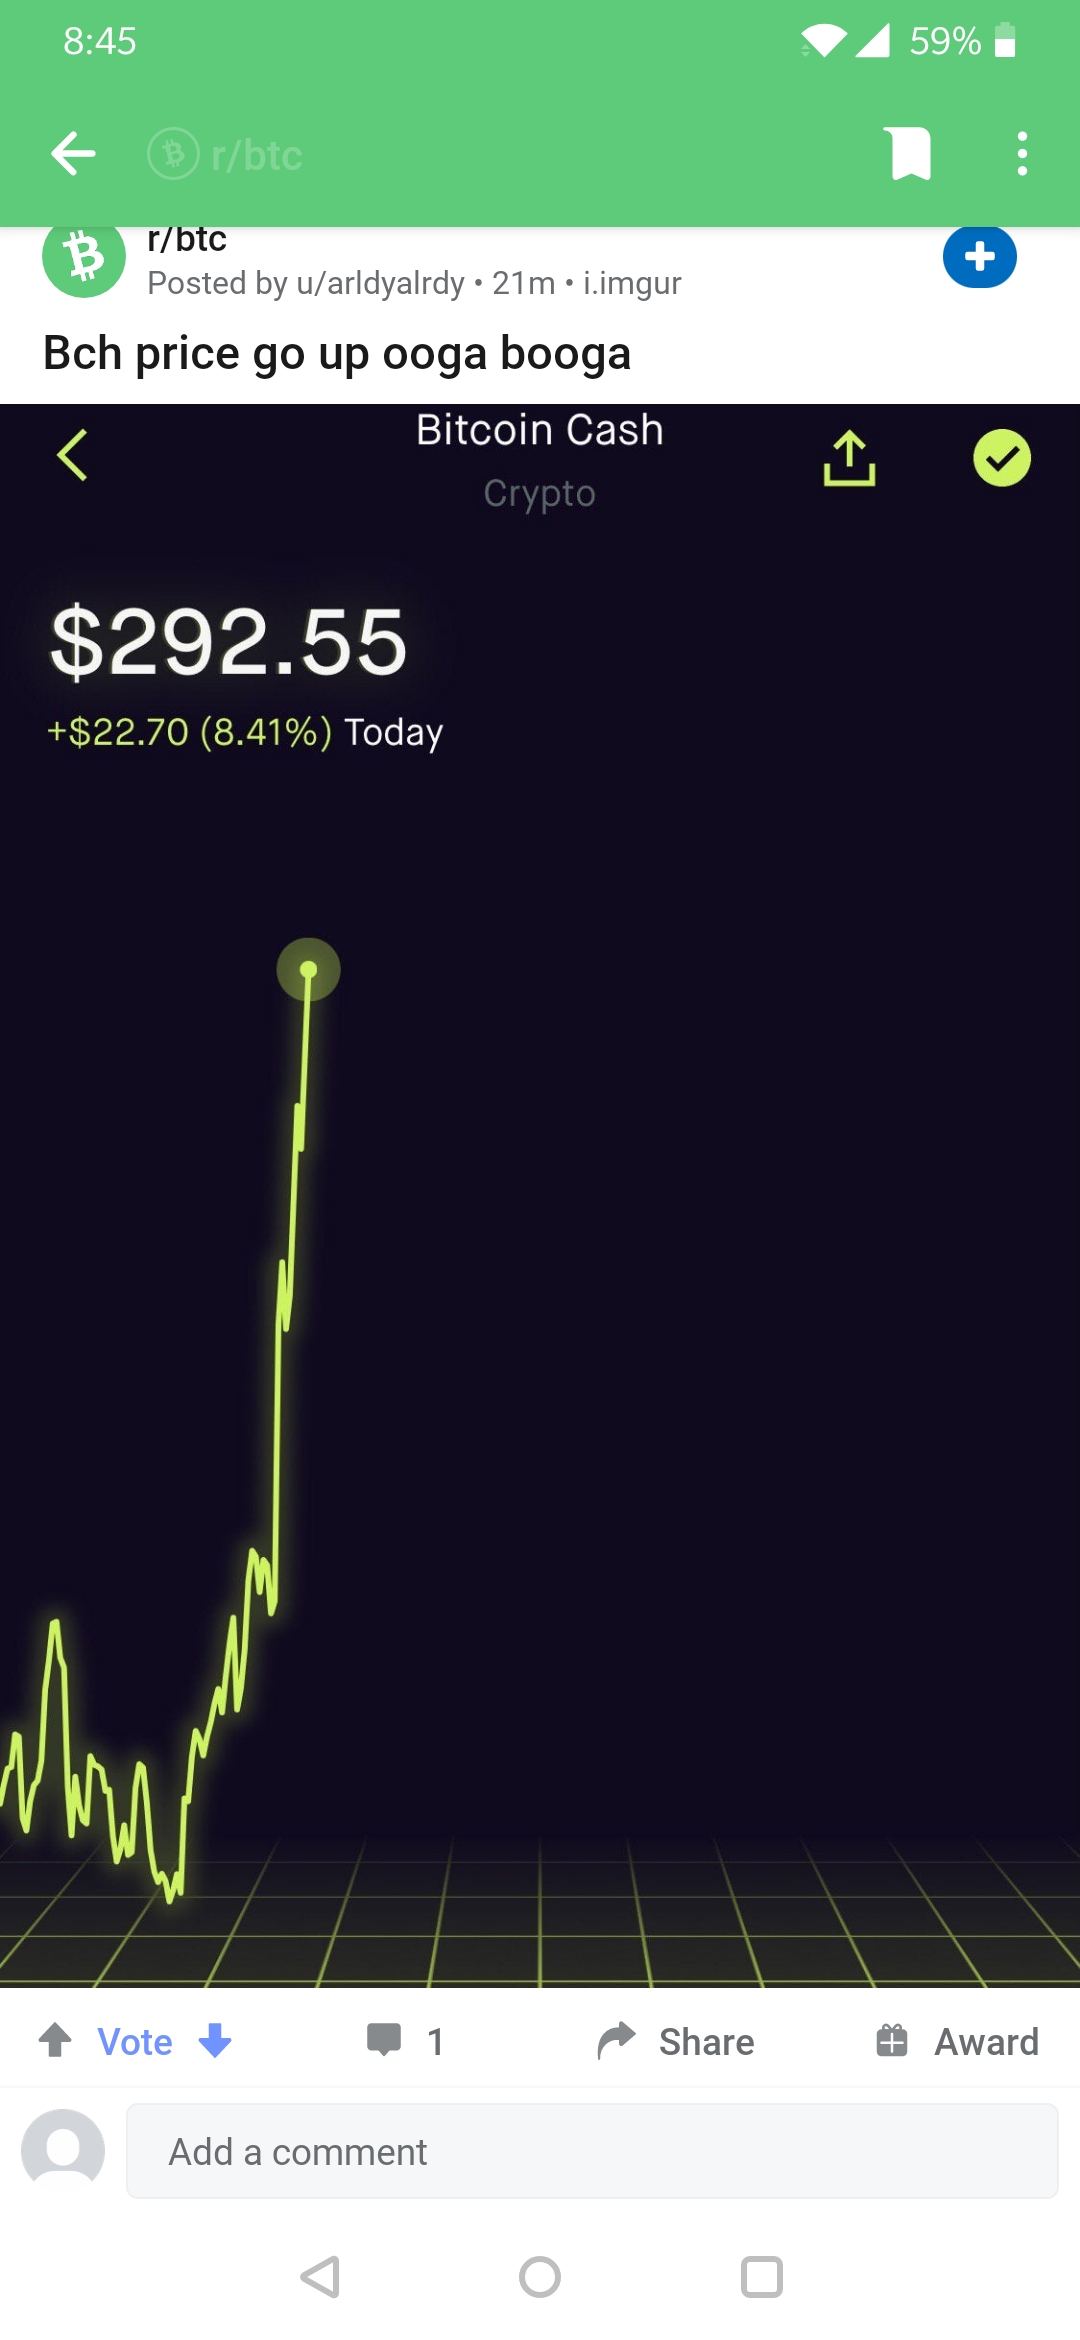 8:45
59%
r/btc
r/btc
Posted by u/arldyalrdy • 21m • i.imgur
Bch price go up ooga booga
Bitcoin Cash
Crypto
$292.55
+$22.70 (8.41%) Today
Vote
1
Share
Award
Add a comment